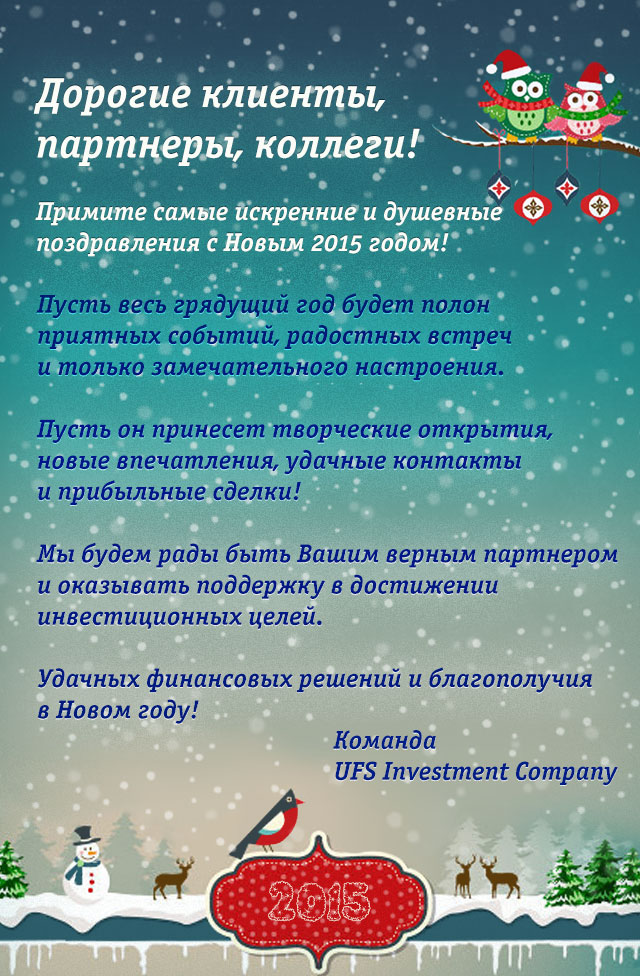 Дорогие клиенты,
партнеры, коллеги!
Примите самые искренние и душевные
поздравления с Новым 2015 годом!
Пусть весь грядущий год будет полон
приятных событий, радостных встреч
и только замечательного настроения.
Пусть он принесет творческие открытия,
новые впечатления, удачные контакты
и прибыльные сделки!
Мы будем рады быть Вашим верным партнером
и оказывать поддержку в достижении
инвестиционных целей.
Удачных финансовых решений и благополучия
в Новом году!
Команда
UFS Investment Company
2015